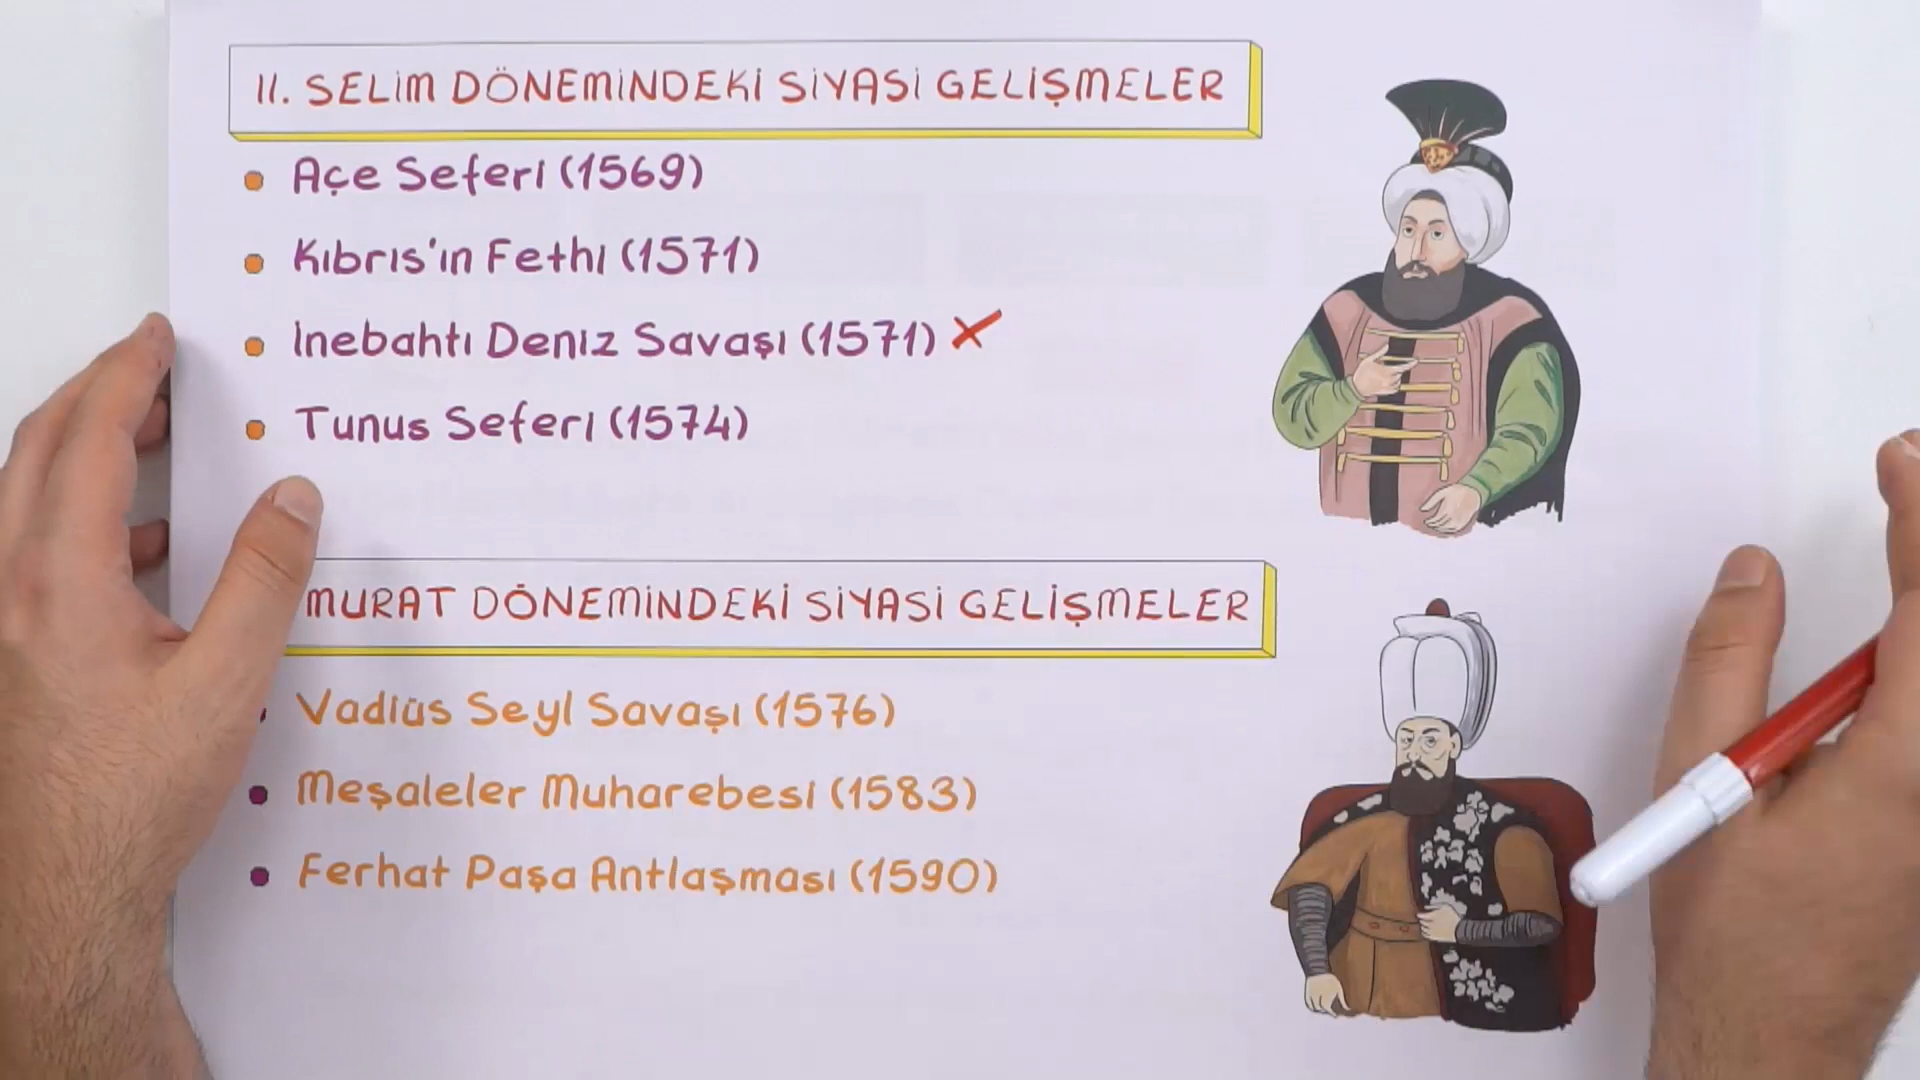 II. SELİM DÖNEMİNDEKİ SİYASİ GELİŞMELER
Açe Seferi (1569)
Kıbrıs'ın Fethi (1571)
İnebahtı Deniz Savaşı (1571)
Tunus Seferi (1574)
MURAT DÖNEMİNDEKİ SİYASİ GELİŞMELER
Vadiüs Seyl Savaşı (1576)
Meşaleler Muharebesi (1583)
Ferhat Paşa Antlaşması (1590)